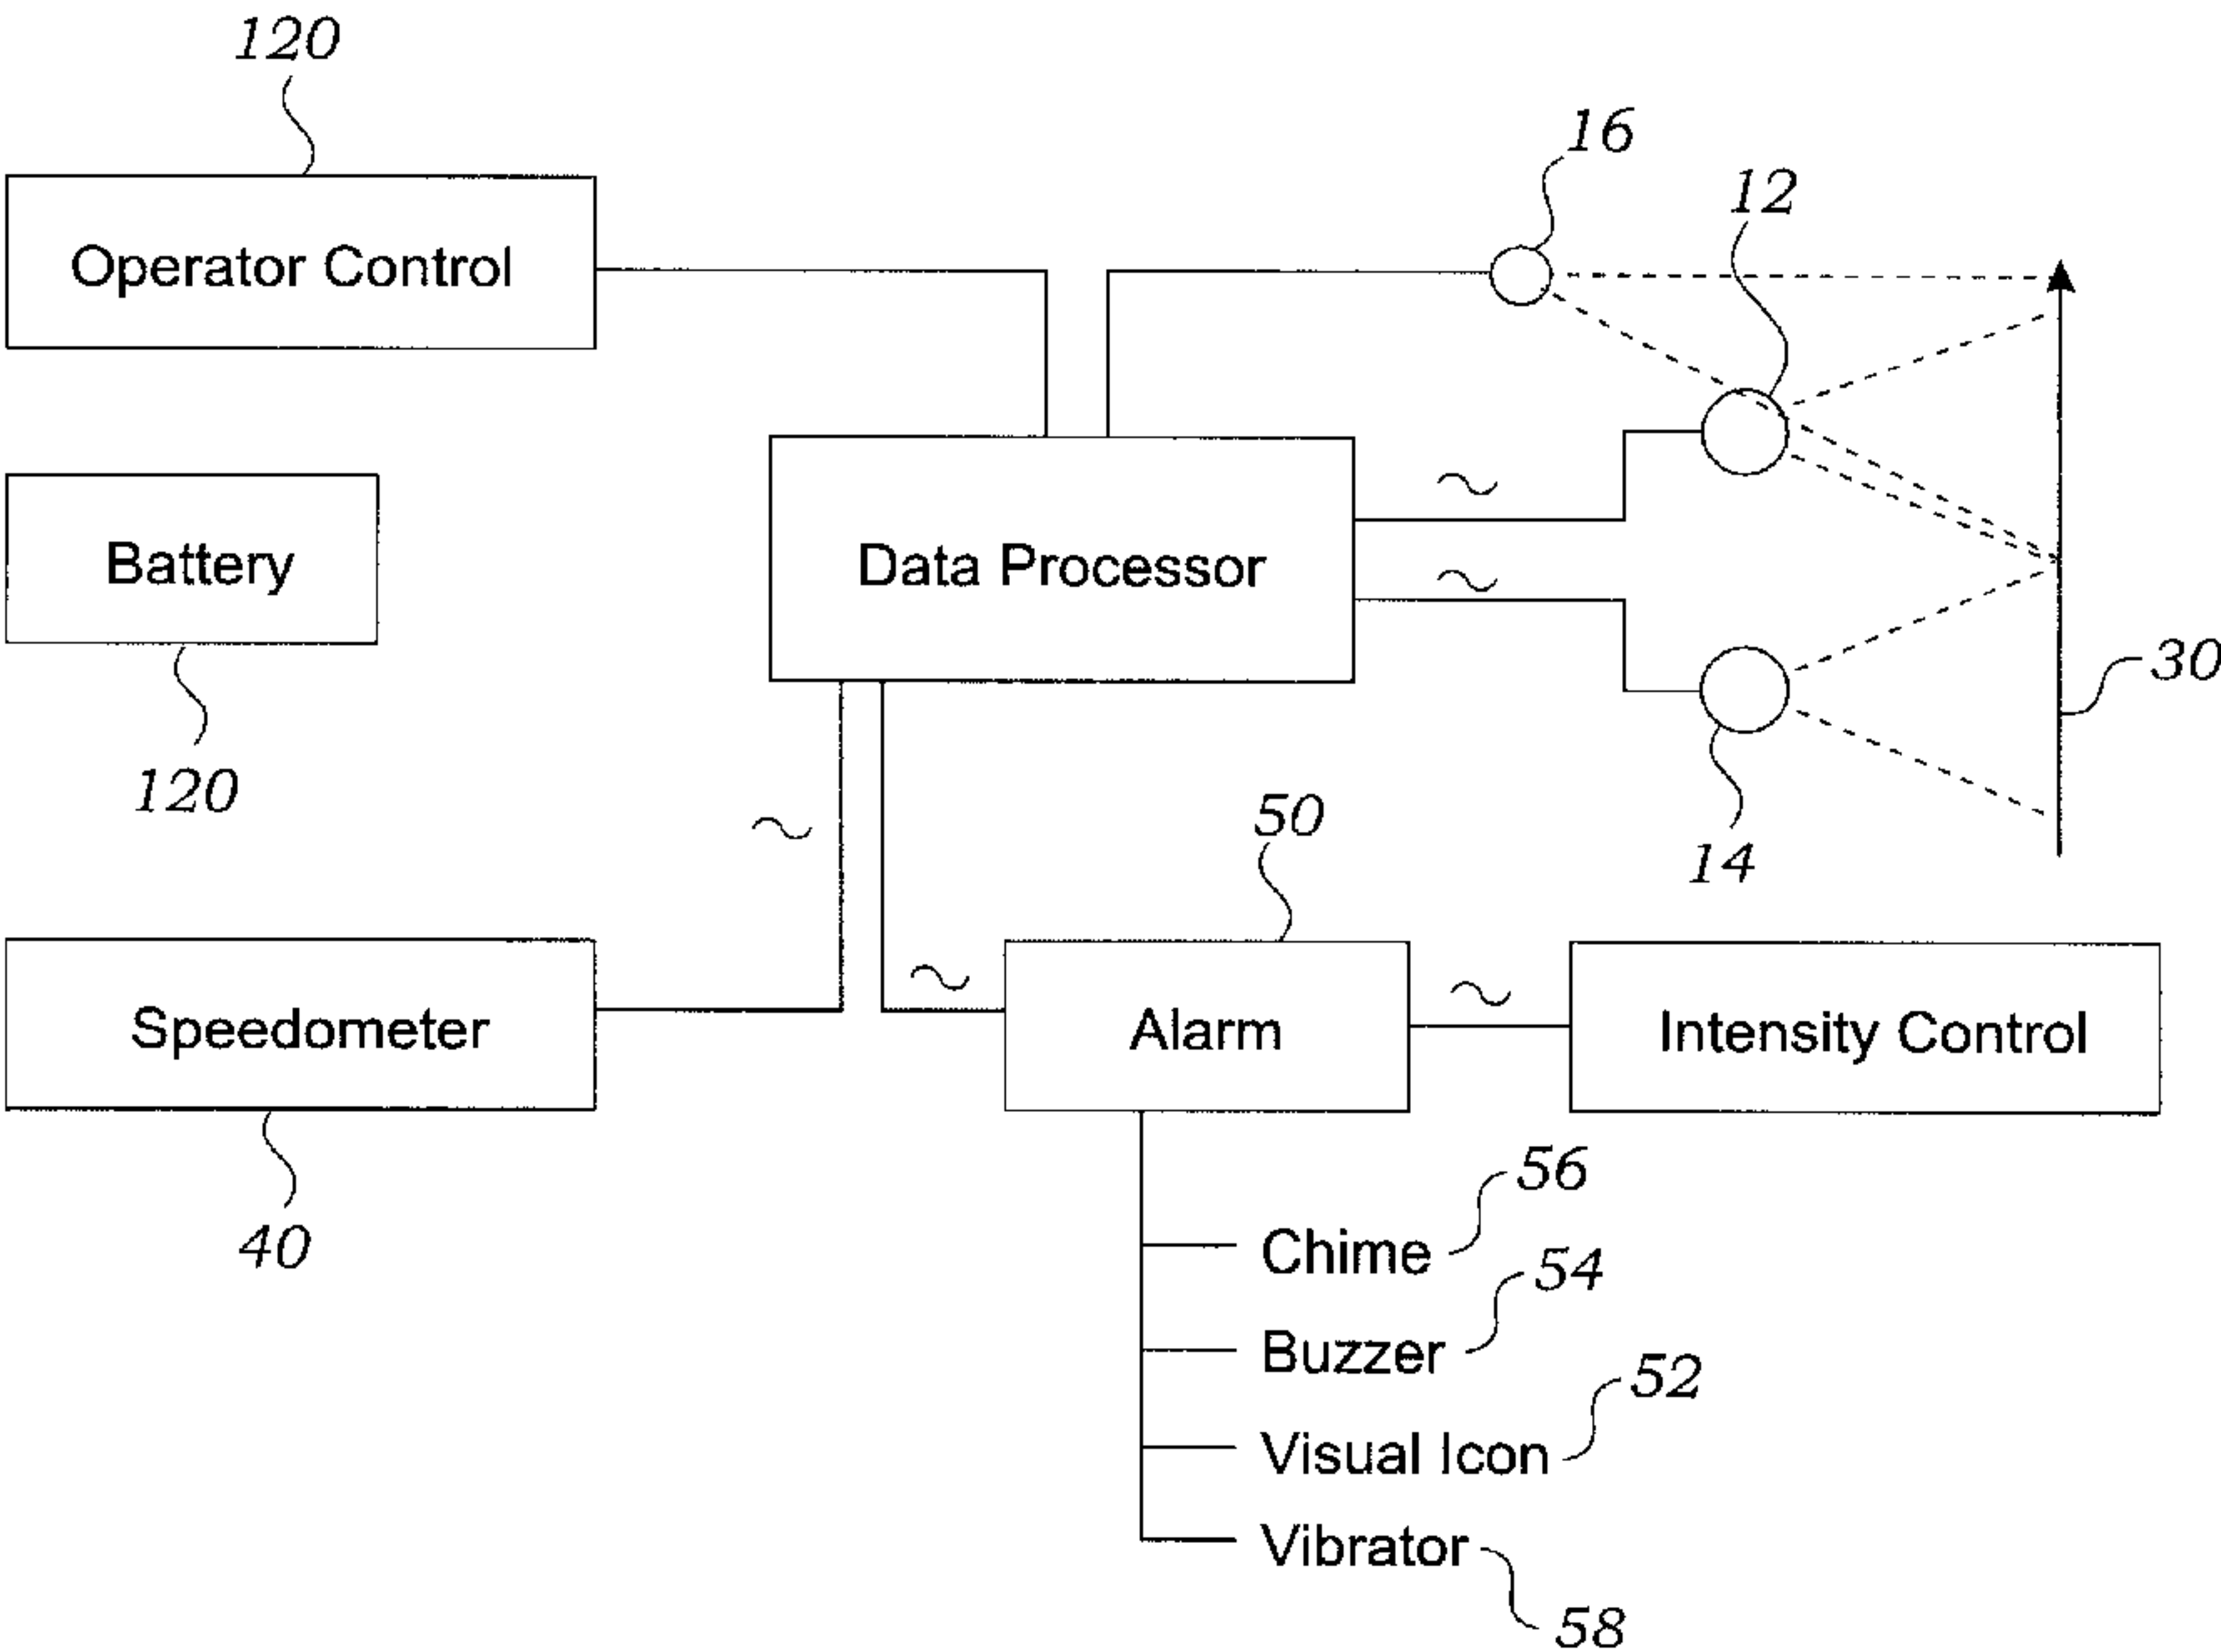 120
16
12
Operator Control
Battery
Data Processor
30
120
50
14
Speedometer
Alarm
Intensity Control
40
Chime
56
Buzzer
54
Visual Icon
52
Vibrator
58